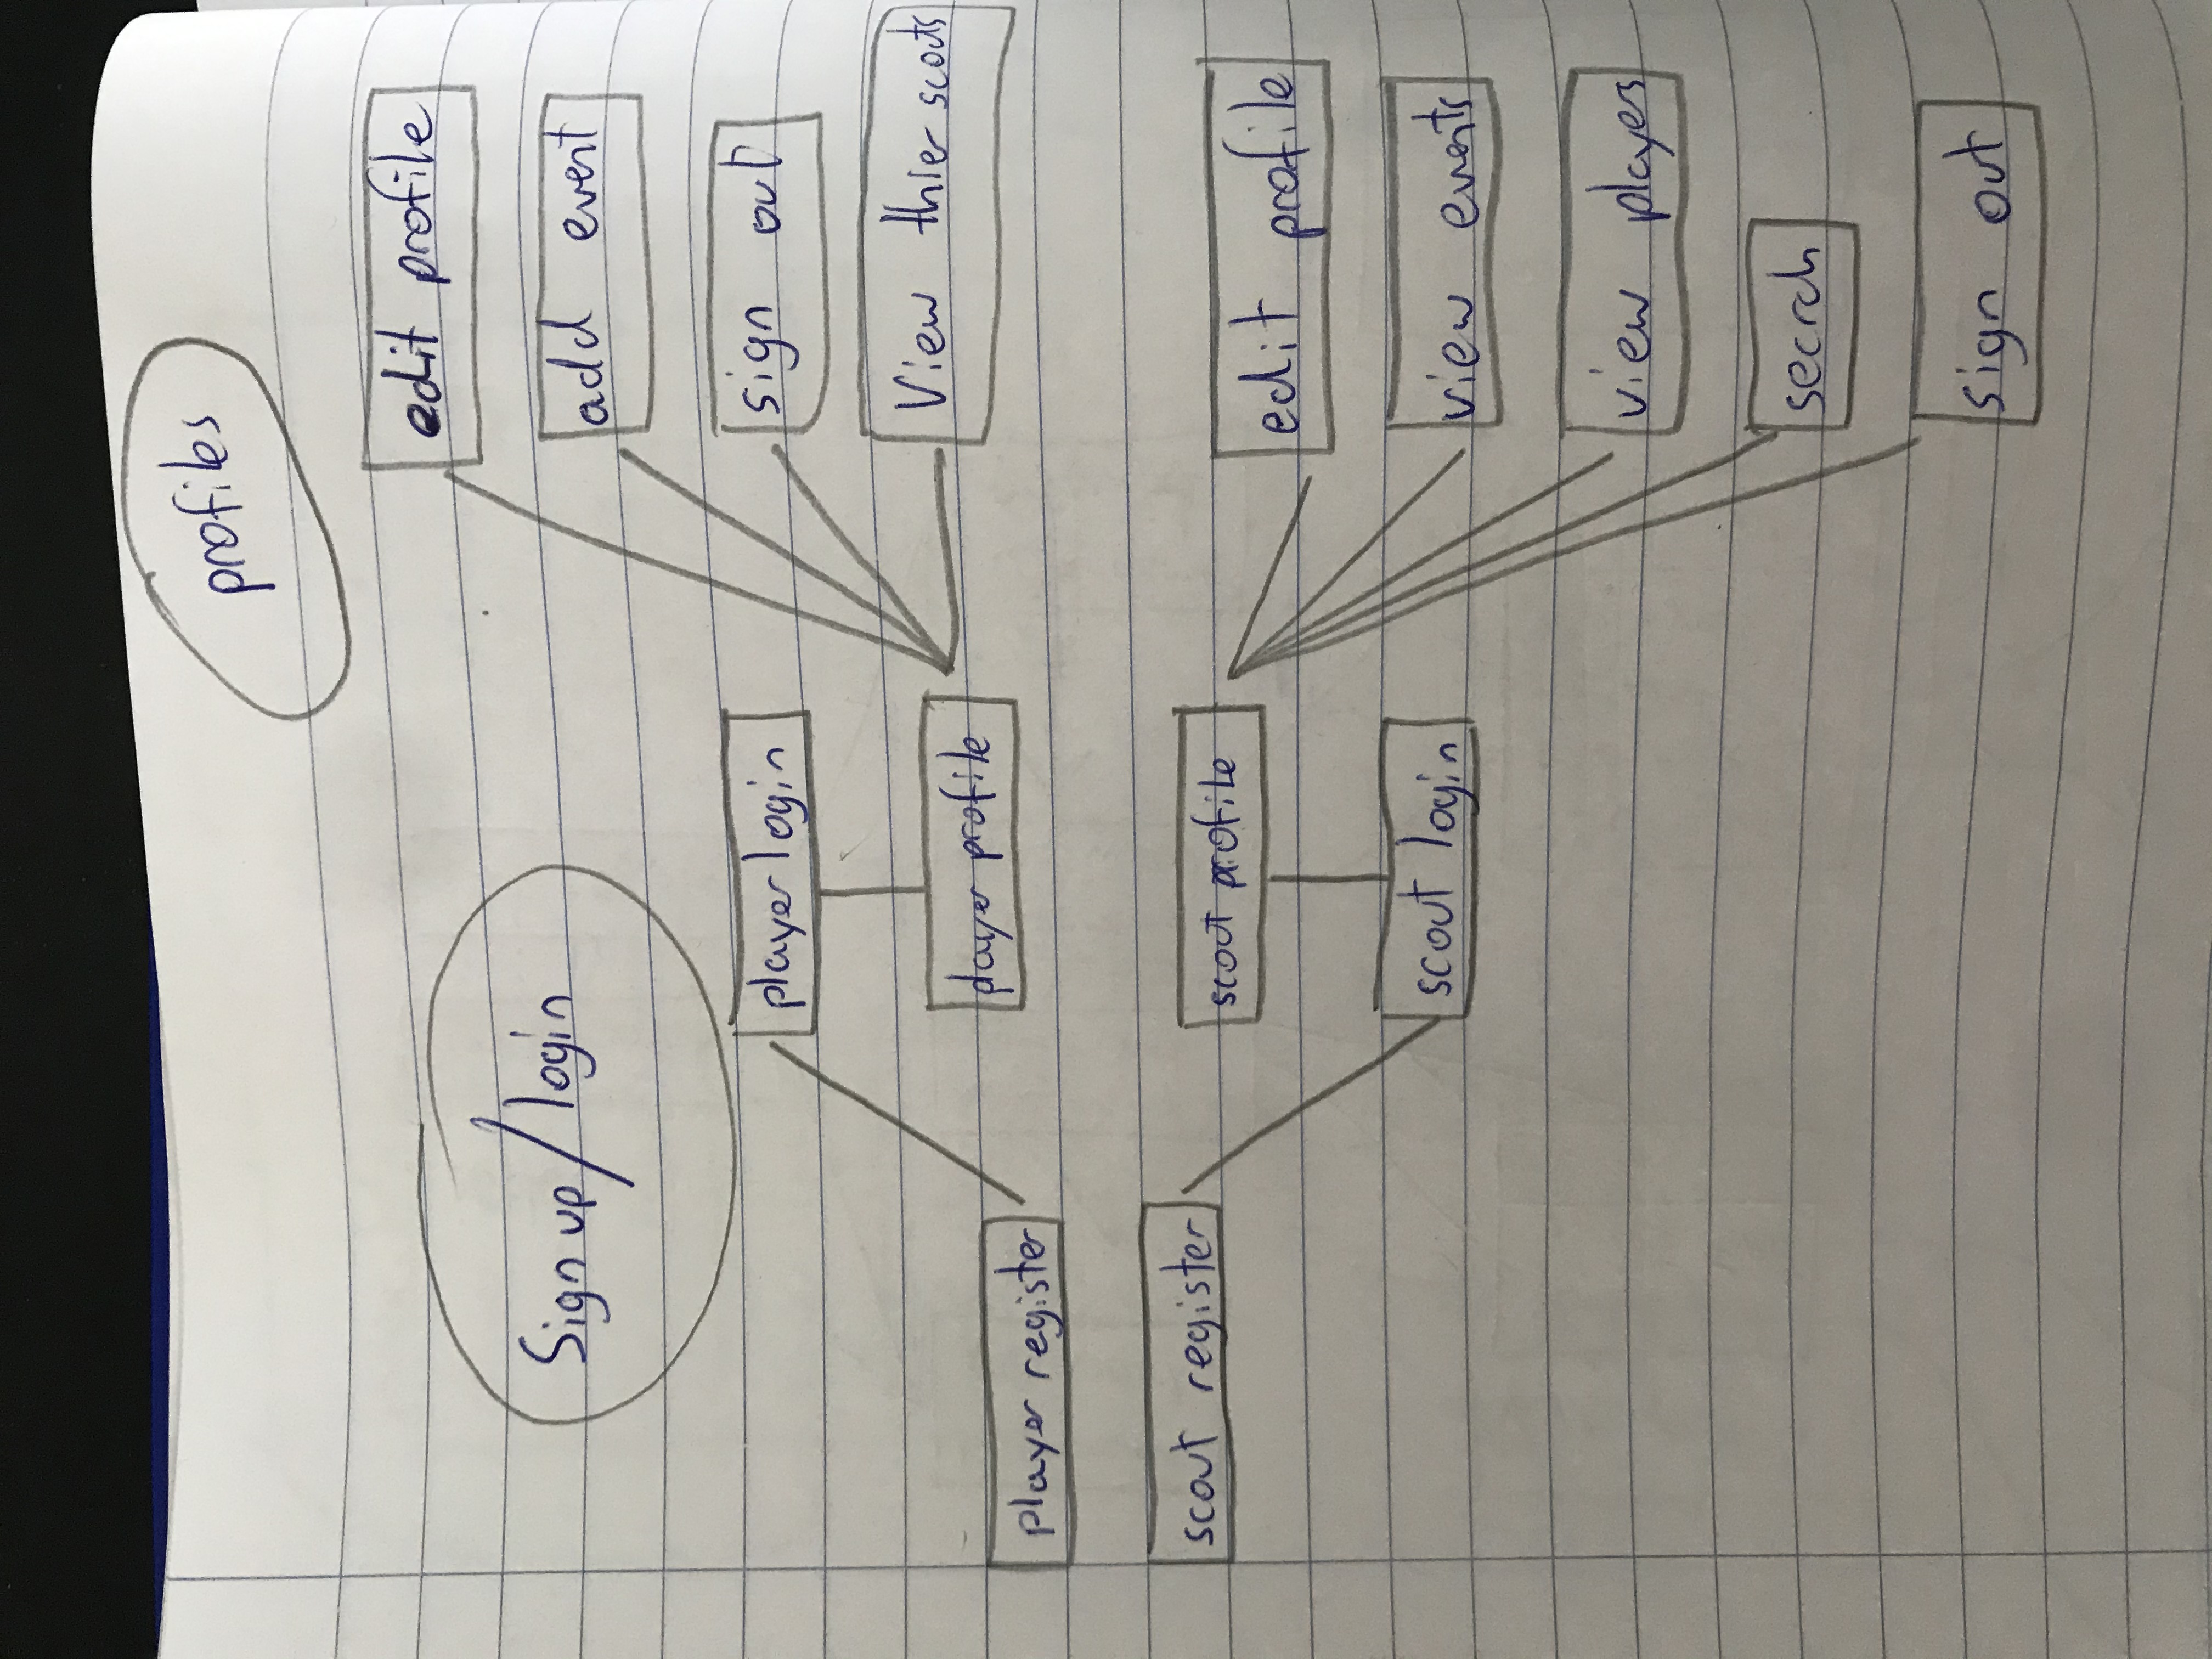 profiles
Sign up / login
edit profile
add event
sign out
View thier scouts
player login
player profile
player register
scout register
scout profile
scout login
edit profile
view events
view players
secrch
sign out